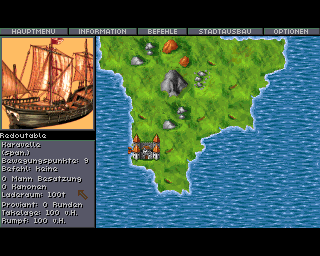 HAUPTMENU INFORMATION BEFEHLE STADTAUSBAU OPTIONEN
Redoutable
Karavelle
(span.)
Bewegungspunkte: 9
Befehl: keine
0 Mann Besatzung
0 Kanonen
Laderaum: 100t
Proviant: 0 Runden
Takelage: 100 v.H.
Rumpf: 100 v.H.